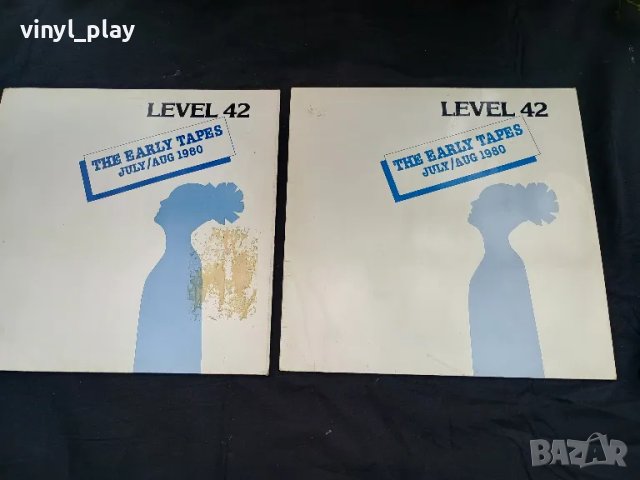 vinyl_play
LEVEL 42
THE EARLY TAPES
JULY/AUG 1980
LEVEL 42
THE EARLY TAPES
JULY/AUG 1980
BAZAR